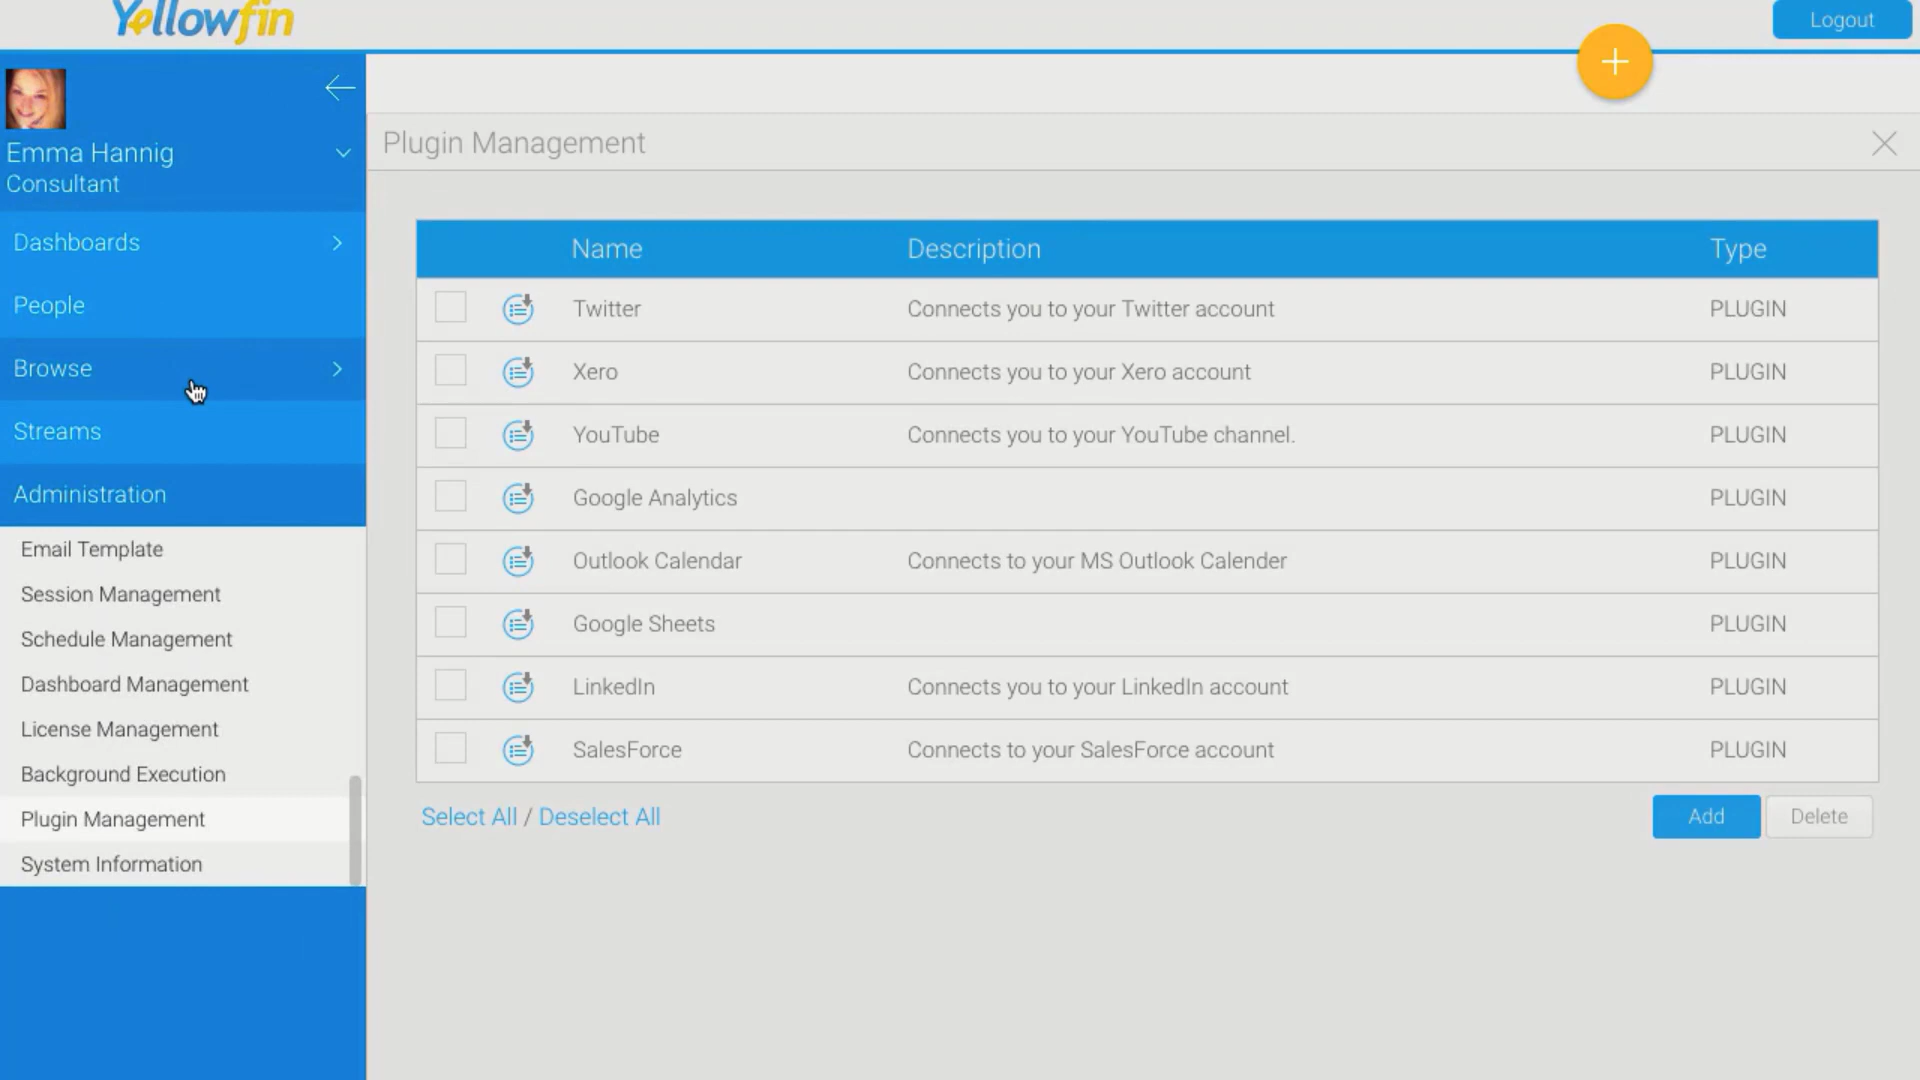 Yellowfin
Logout
Emma Hannig
Consultant
Dashboards
People
Browse
Streams
Administration
Email Template
Session Management
Schedule Management
Dashboard Management
License Management
Background Execution
Plugin Management
System Information
Plugin Management
Name Description Type
Twitter Connects you to your Twitter account PLUGIN
Xero Connects you to your Xero account PLUGIN
YouTube Connects you to your YouTube channel. PLUGIN
Google Analytics PLUGIN
Outlook Calendar Connects to your MS Outlook Calender PLUGIN
Google Sheets PLUGIN
LinkedIn Connects you to your LinkedIn account PLUGIN
SalesForce Connects to your SalesForce account PLUGIN
Select All / Deselect All
Add Delete